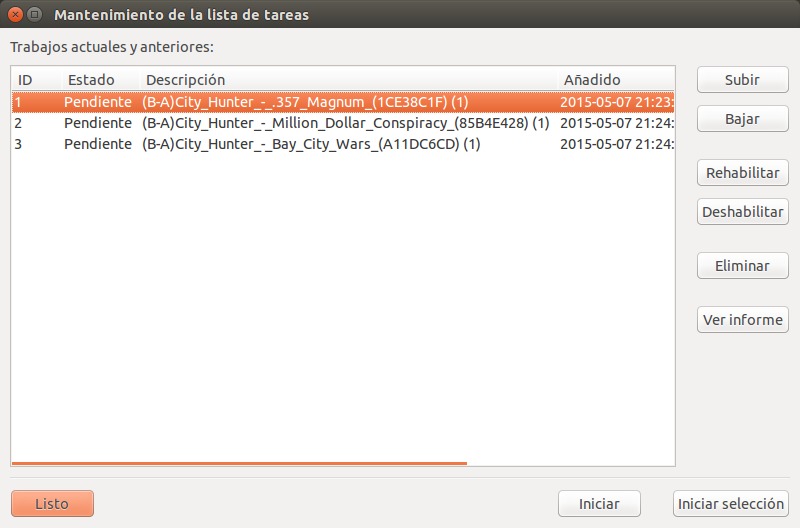 Mantenimiento de la lista de tareas
Trabajos actuales y anteriores:
ID Estado Descripción Añadido
1 Pendiente (B-A)City_Hunter_-_.357_Magnum_(1CE38C1F) (1) 2015-05-07 21:23:
2 Pendiente (B-A)City_Hunter_-_Million_Dollar_Conspiracy_(85B4E428) (1) 2015-05-07 21:24:
3 Pendiente (B-A)City_Hunter_-_Bay_City_Wars_(A11DC6CD) (1) 2015-05-07 21:24:
Subir
Bajar
Rehabilitar
Deshabilitar
Eliminar
Ver informe
Listo Iniciar Iniciar selección